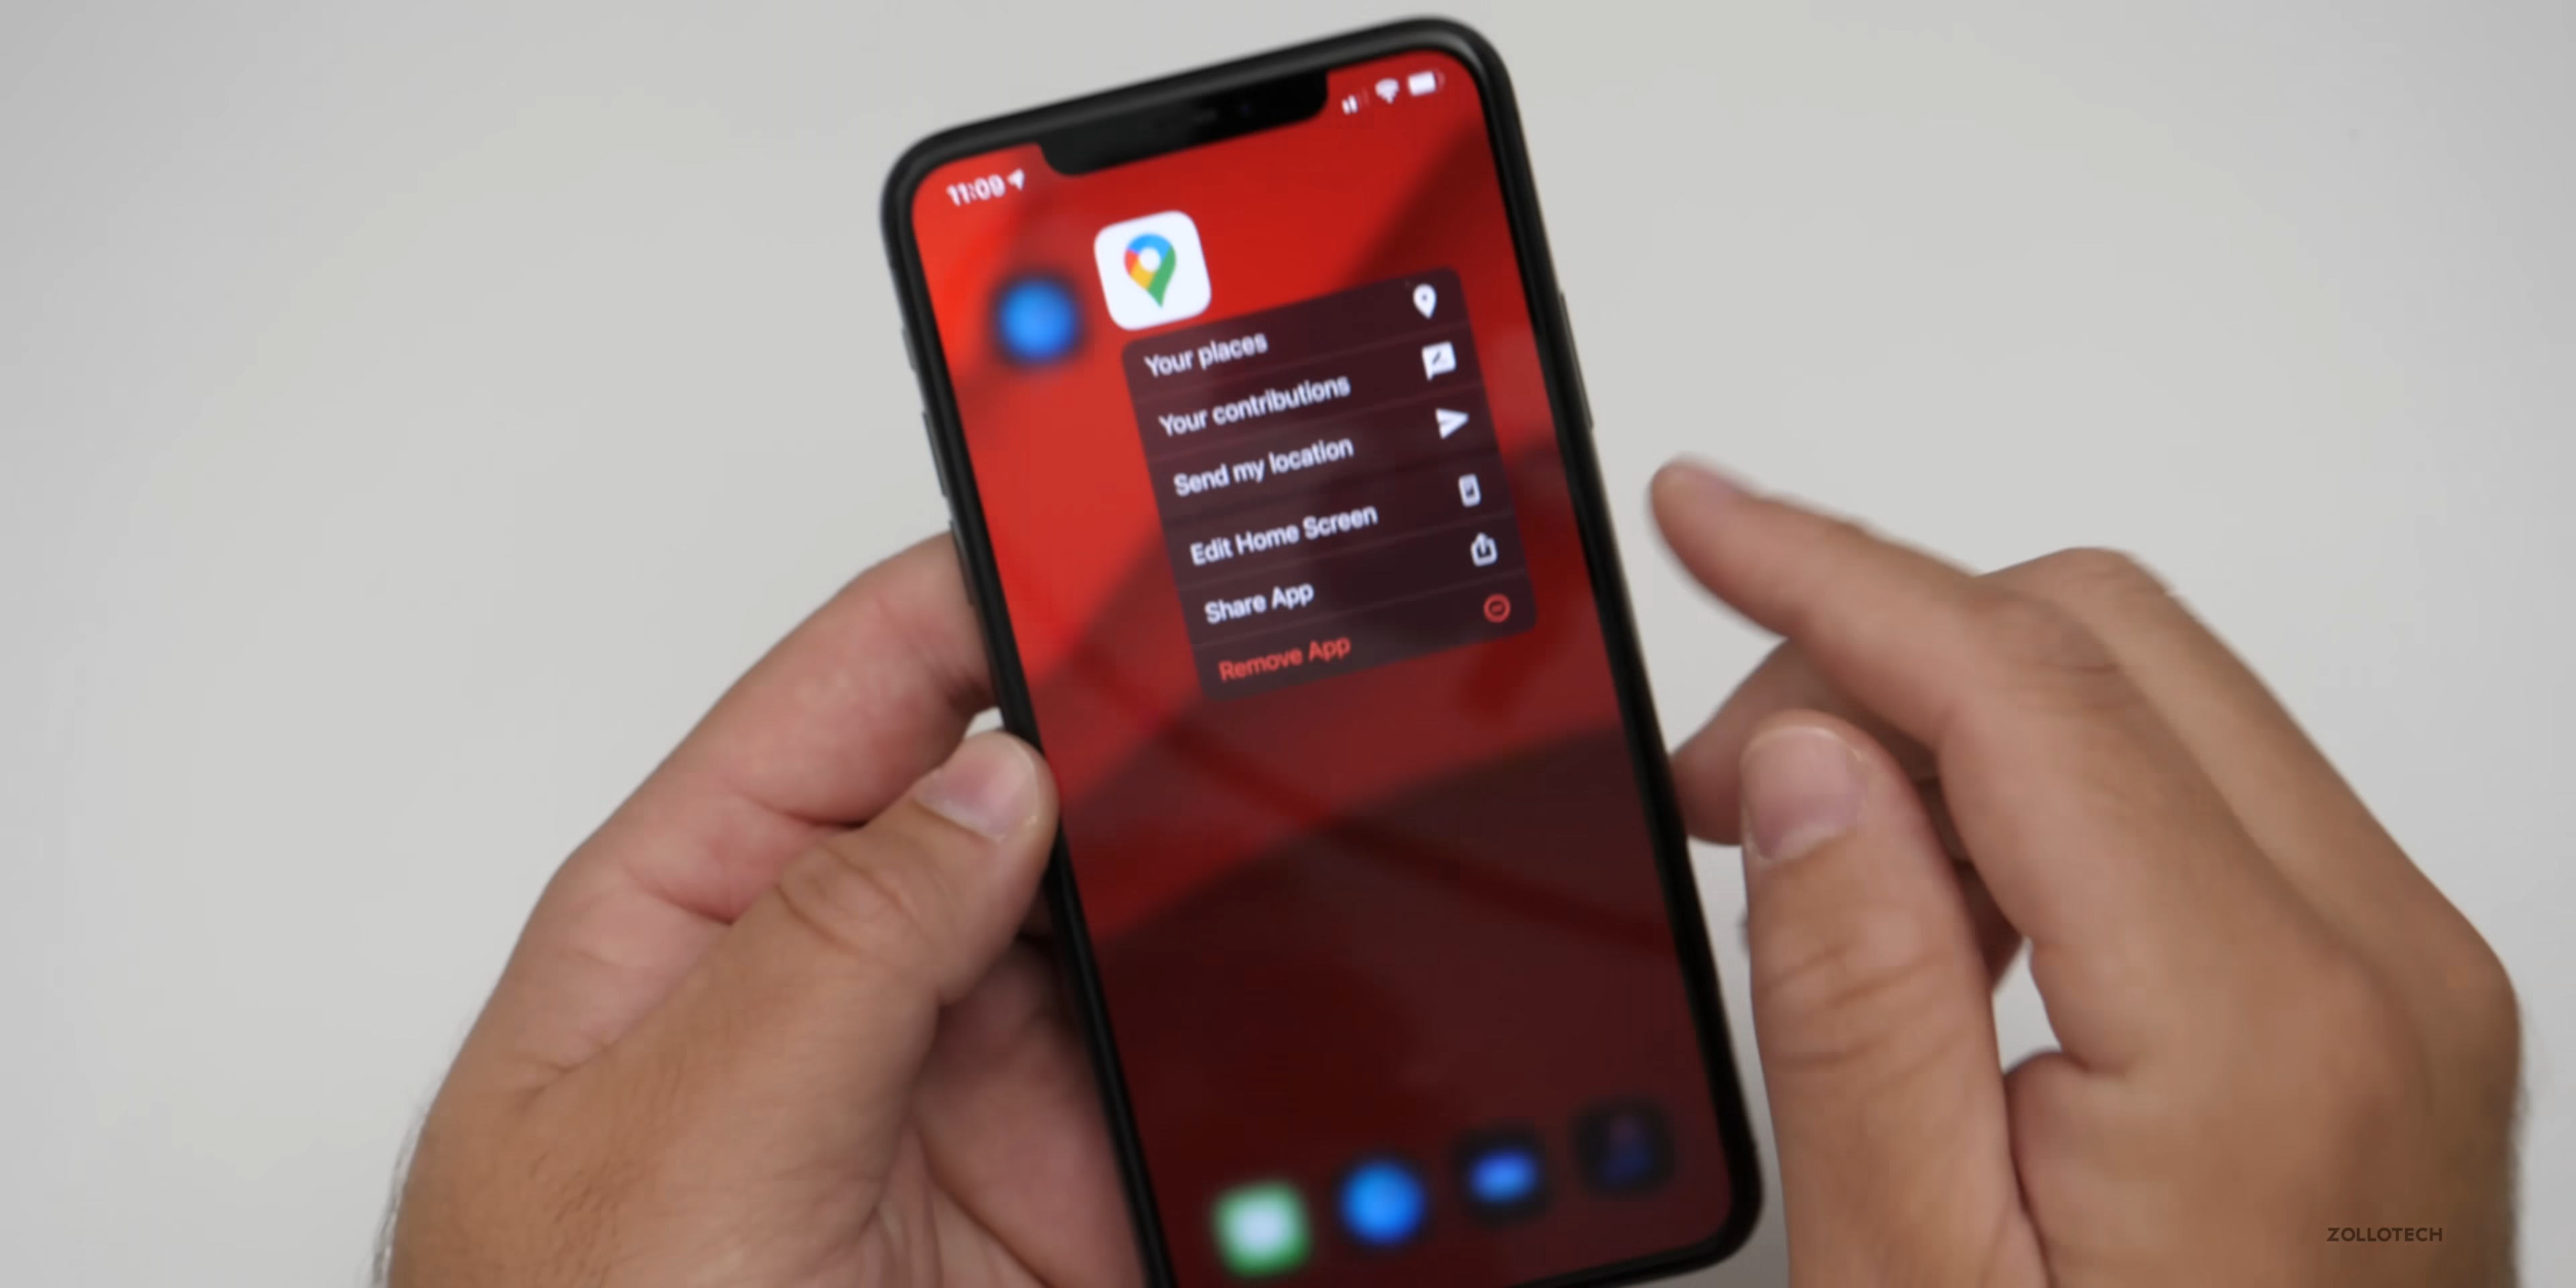 11:09
Your places
Your contributions
Send my location
Edit Home Screen
Share App
Remove App
ZOLLOTECH